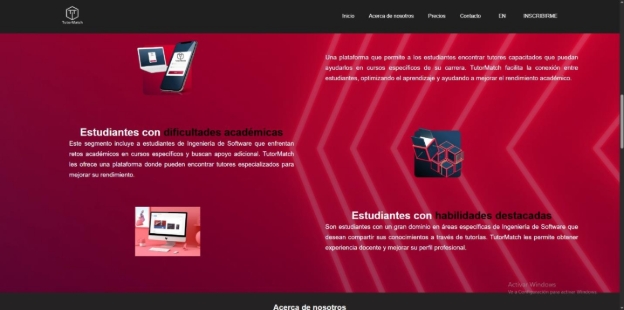 TutorMatch
Inicio Acerca de nosotros Precios Contacto EN INSCRIBIRME
Una plataforma que permite a los estudiantes encontrar tutores capacitados que puedan
ayudarlos en cursos específicos de su carrera. TutorMatch facilita la conexión entre
estudiantes, optimizando el aprendizaje y ayudando a mejorar el rendimiento académico.
Estudiantes con dificultades académicas
Este segmento incluye a estudiantes de Ingeniería de Software que enfrentan
retos académicos en cursos específicos y buscan apoyo adicional. TutorMatch
les ofrece una plataforma donde pueden encontrar tutores especializados para
mejorar su rendimiento.
Estudiantes con habilidades destacadas
Son estudiantes con un gran dominio en áreas específicas de Ingeniería de Software que
desean compartir sus conocimientos a través de tutorías. TutorMatch les permite obtener
experiencia docente y mejorar su perfil profesional.
Activar Windows
Ve a Configuración para activar Windows.
Acerca de nosotros